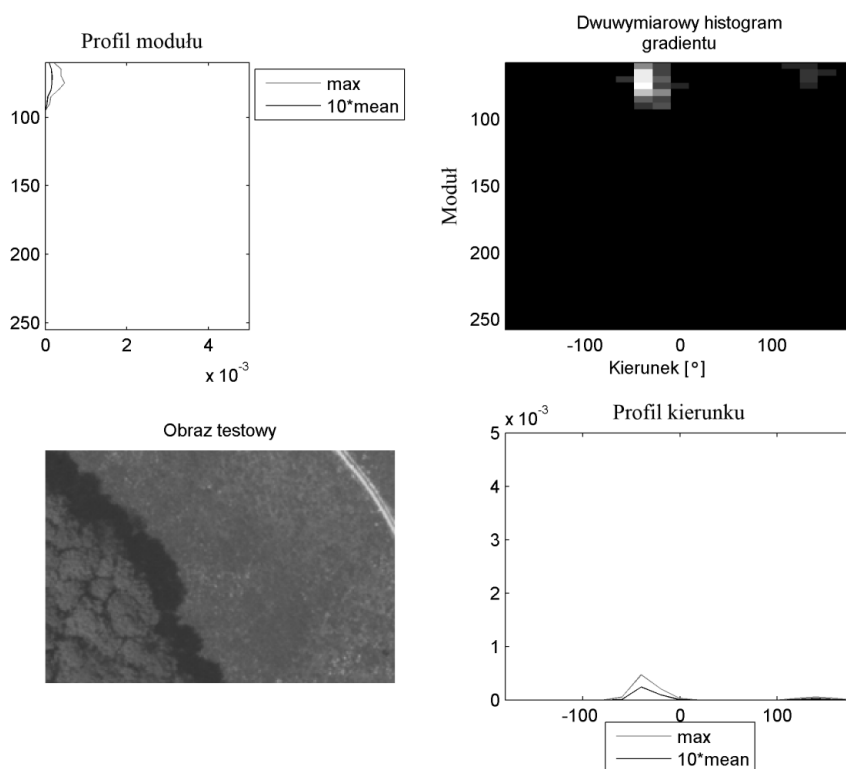 Profil modułu
100
150
200
250
0 2 4
x 10⁻³
max
10*mean
Dwuwymiarowy histogram
gradientu
Moduł
100
150
200
250
-100 0 100
Kierunek [°]
Obraz testowy
Profil kierunku
x 10⁻³
5
4
3
2
1
0
-100 0 100
max
10*mean